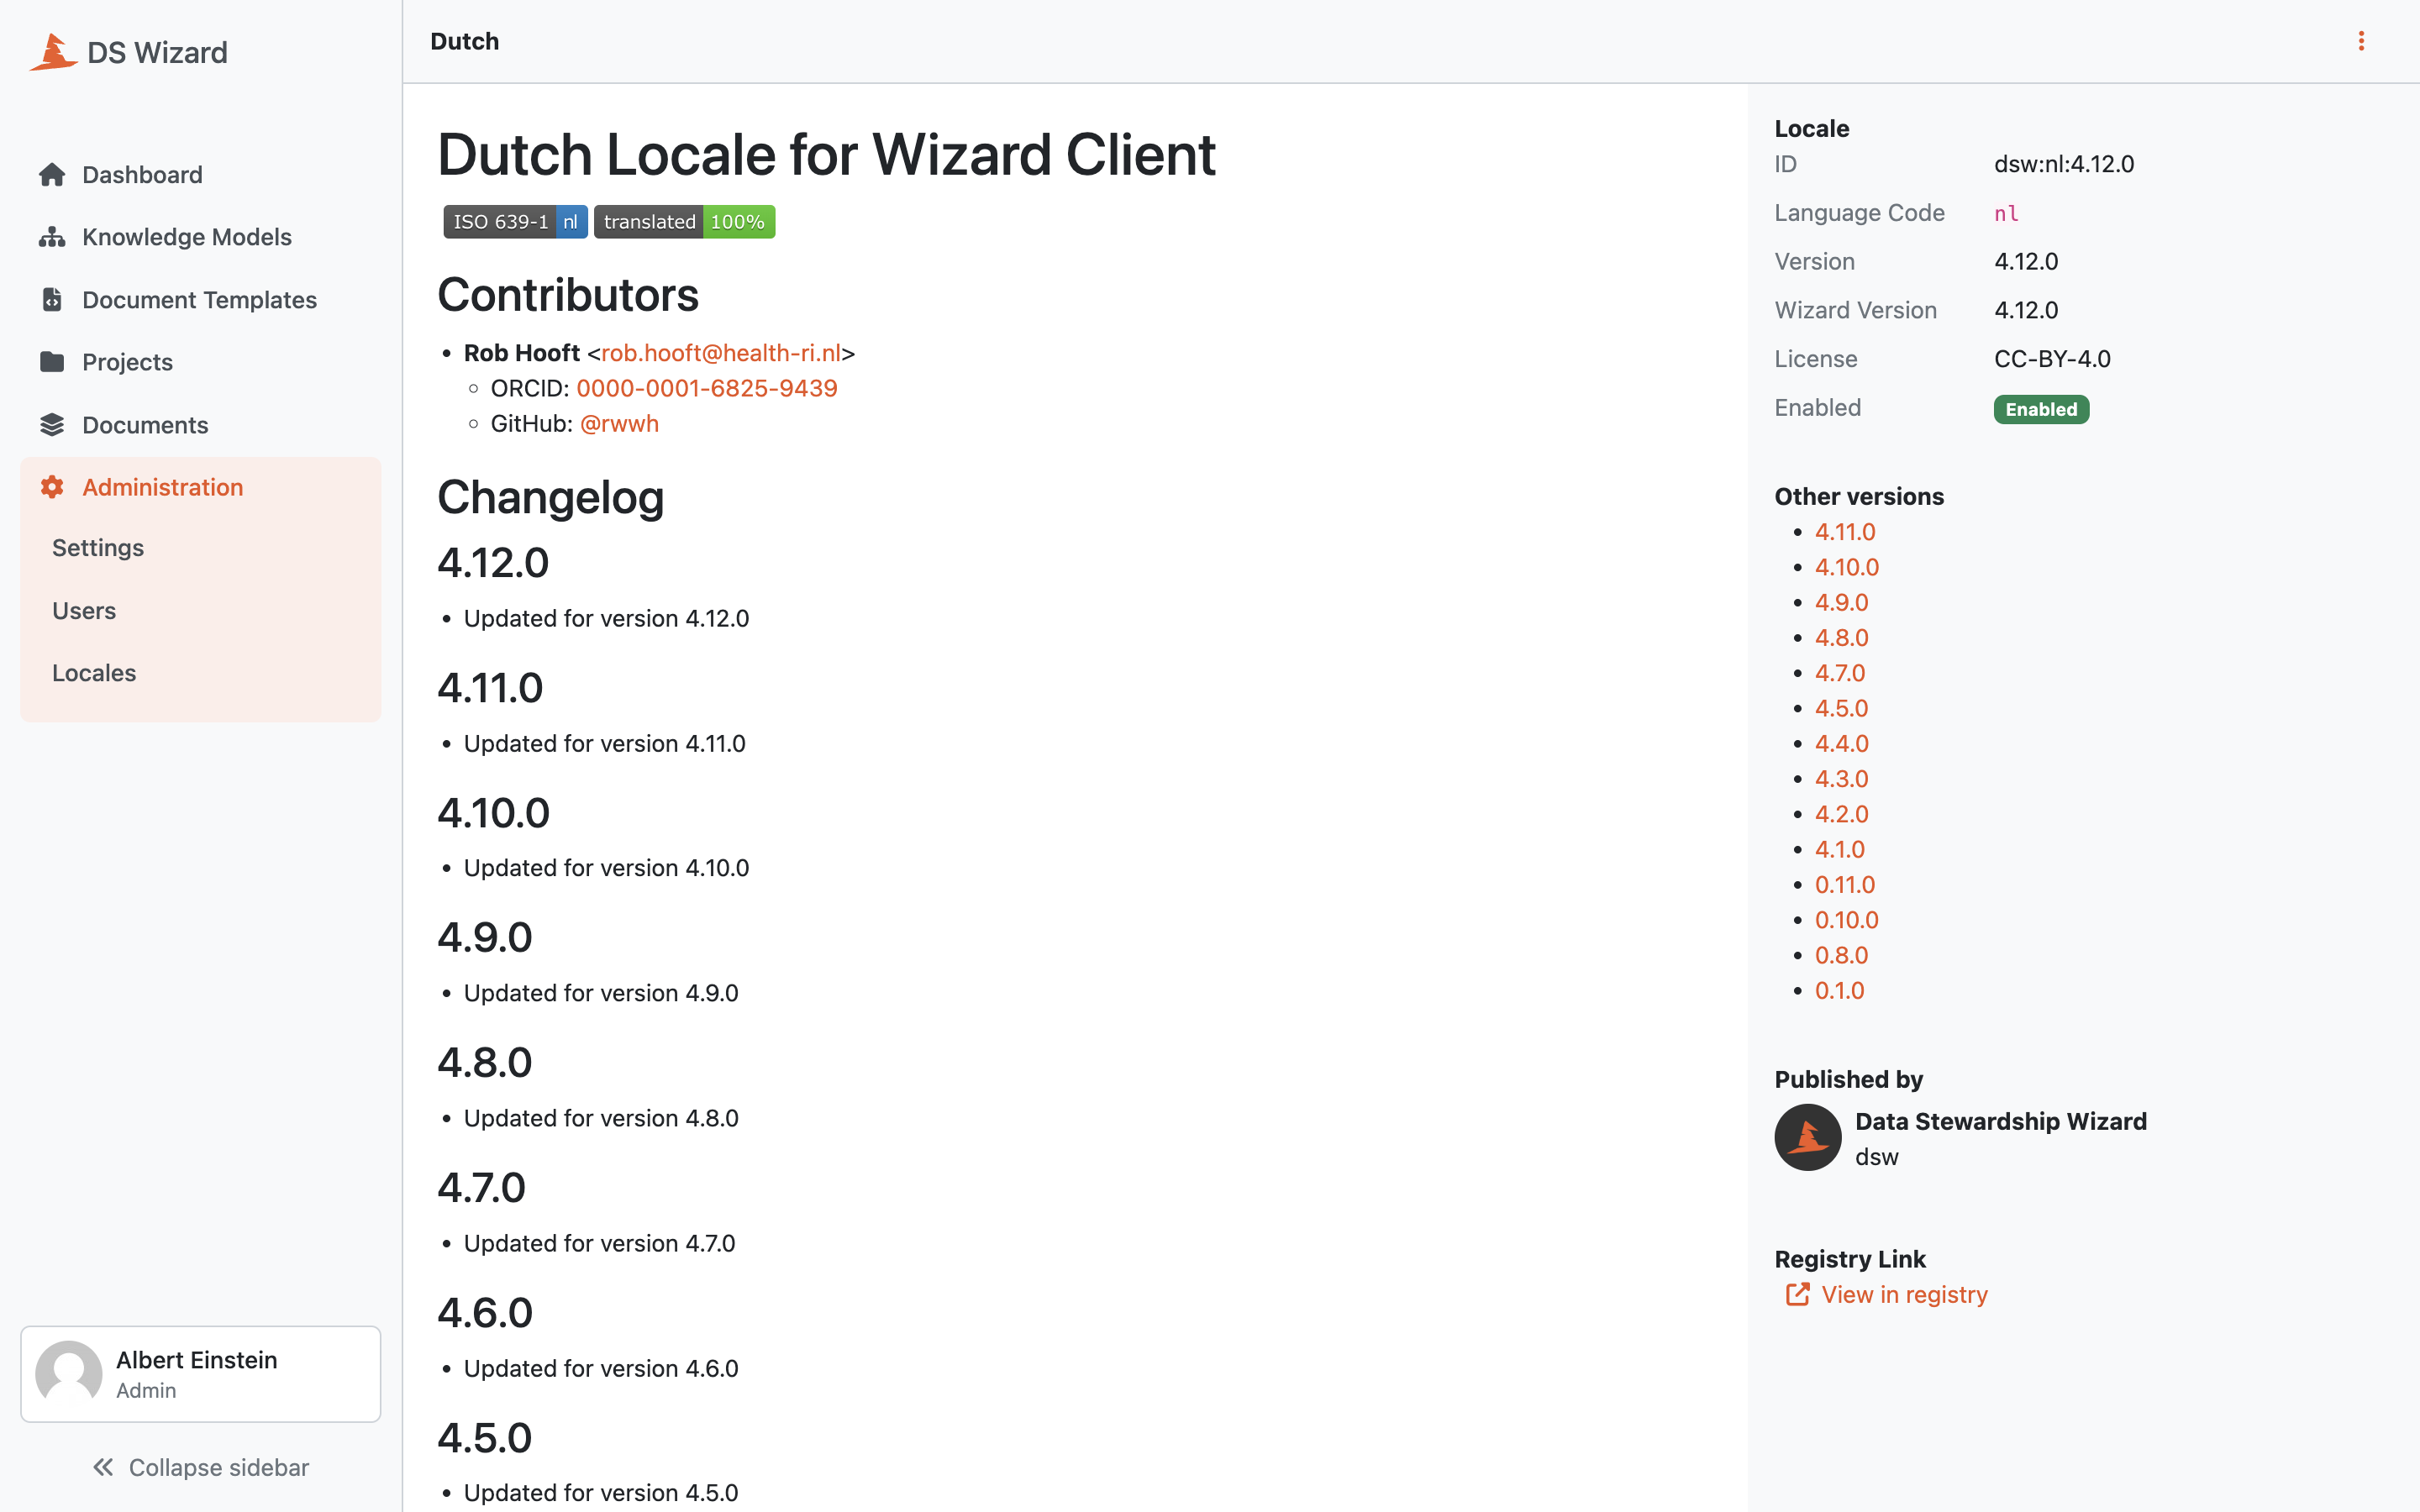 DS Wizard
Dashboard
Knowledge Models
Document Templates
Projects
Documents
Administration
Settings
Users
Locales
Albert Einstein
Admin
Collapse sidebar
Dutch
Dutch Locale for Wizard Client
ISO 639-1 nl translated 100%
Contributors
Rob Hooft <rob.hooft@health-ri.nl>
ORCID: 0000-0001-6825-9439
GitHub: @rwwh
Changelog
4.12.0
Updated for version 4.12.0
4.11.0
Updated for version 4.11.0
4.10.0
Updated for version 4.10.0
4.9.0
Updated for version 4.9.0
4.8.0
Updated for version 4.8.0
4.7.0
Updated for version 4.7.0
4.6.0
Updated for version 4.6.0
4.5.0
Updated for version 4.5.0
Locale
ID dsw:nl:4.12.0
Language Code nl
Version 4.12.0
Wizard Version 4.12.0
License CC-BY-4.0
Enabled Enabled
Other versions
4.11.0
4.10.0
4.9.0
4.8.0
4.7.0
4.5.0
4.4.0
4.3.0
4.2.0
4.1.0
0.11.0
0.10.0
0.8.0
0.1.0
Published by
Data Stewardship Wizard
dsw
Registry Link
View in registry